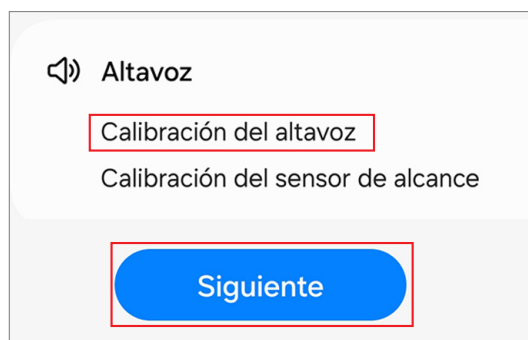 Altavoz
Calibración del altavoz
Calibración del sensor de alcance
Siguiente